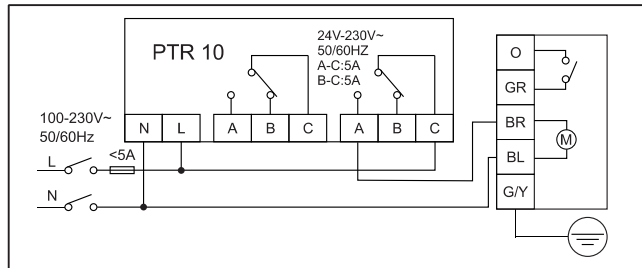 PTR 10
24V-230V~
50/60HZ
A-C:5A
B-C:5A
100-230V~
50/60Hz
N L A B C A B C
L <5A
N
O
GR
BR
BL
G/Y
M